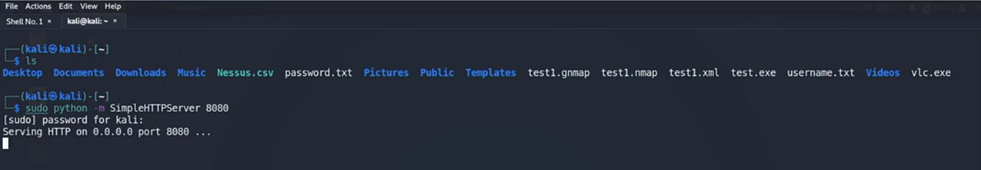 File Actions Edit View Help
Shell No. 1 × kali@kali: ~ ×
┌──(kali㉿kali)-[~]
└─$ ls
Desktop Documents Downloads Music Nessus.csv password.txt Pictures Public Templates test1.gnmap test1.nmap test1.xml test.exe username.txt Videos vlc.exe
┌──(kali㉿kali)-[~]
└─$ sudo python -m SimpleHTTPServer 8080
[sudo] password for kali:
Serving HTTP on 0.0.0.0 port 8080 ...